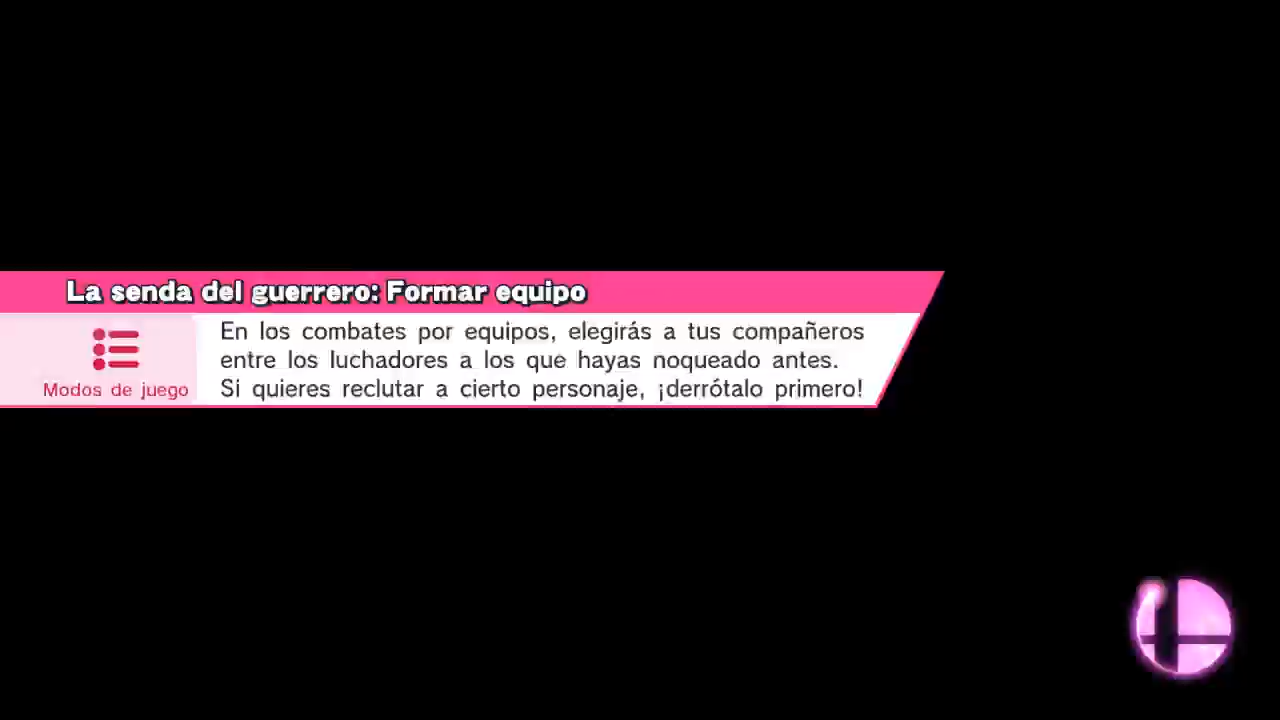 La senda del guerrero: Formar equipo
En los combates por equipos, elegirás a tus compañeros
entre los luchadores a los que hayas noqueado antes.
Si quieres reclutar a cierto personaje, ¡derrótalo primero!
Modos de juego